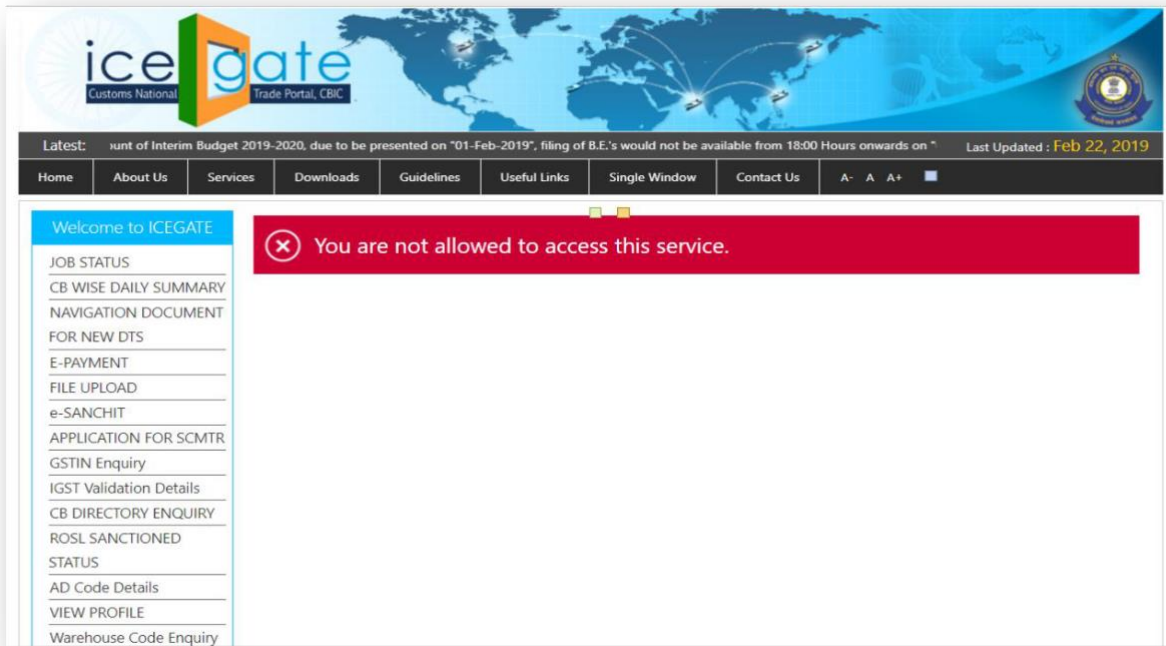 ice gate
Customs National Trade Portal, CBIC
Latest: unt of Interim Budget 2019-2020, due to be presented on "01-Feb-2019", filing of B.E.'s would not be available from 18:00 Hours onwards on " Last Updated : Feb 22, 2019
Home About Us Services Downloads Guidelines Useful Links Single Window Contact Us A- A A+
Welcome to ICEGATE
You are not allowed to access this service.
JOB STATUS
CB WISE DAILY SUMMARY
NAVIGATION DOCUMENT
FOR NEW DTS
E-PAYMENT
FILE UPLOAD
e-SANCHIT
APPLICATION FOR SCMTR
GSTIN Enquiry
IGST Validation Details
CB DIRECTORY ENQUIRY
ROSL SANCTIONED
STATUS
AD Code Details
VIEW PROFILE
Warehouse Code Enquiry